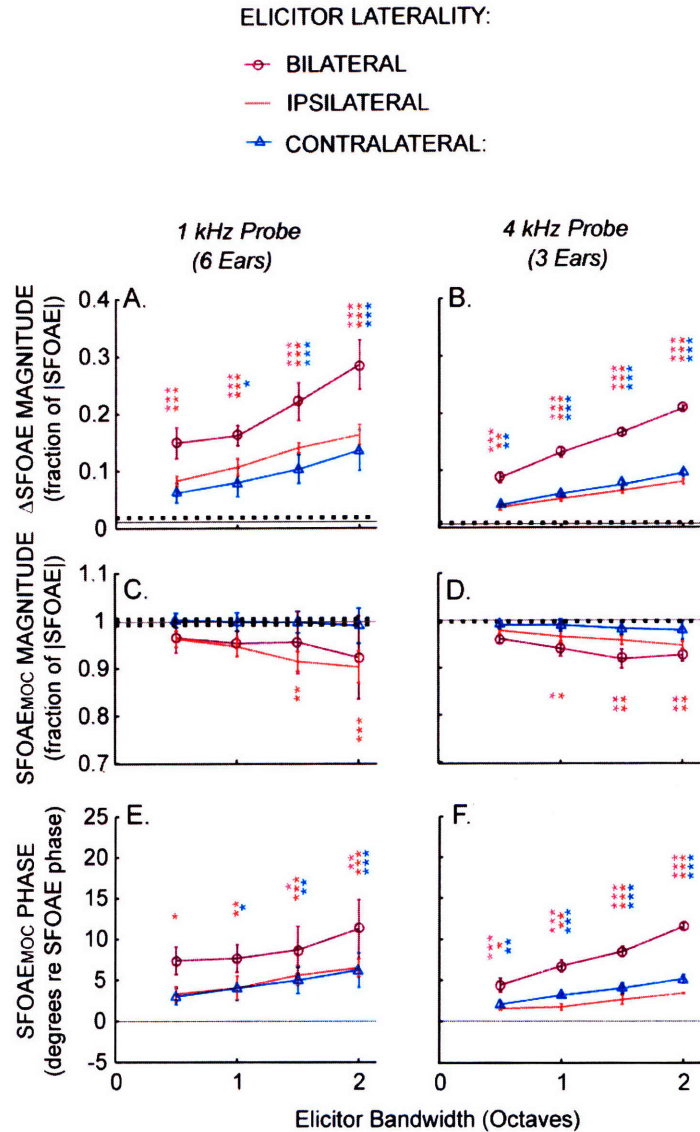 ELICITOR LATERALITY:
BILATERAL
IPSILATERAL
CONTRALATERAL:
1 kHz Probe
(6 Ears)
4 kHz Probe
(3 Ears)
ΔSFOAE MAGNITUDE
(fraction of |SFOAE|)
0.4
0.3
0.2
0.1
0
A.
B.
SFOAEMOC MAGNITUDE
(fraction of |SFOAE|)
1.1
1
0.9
0.8
0.7
C.
D.
SFOAEMOC PHASE
(degrees re SFOAE phase)
25
20
15
10
5
0
-5
E.
F.
0 1 2 0 1 2
Elicitor Bandwidth (Octaves)